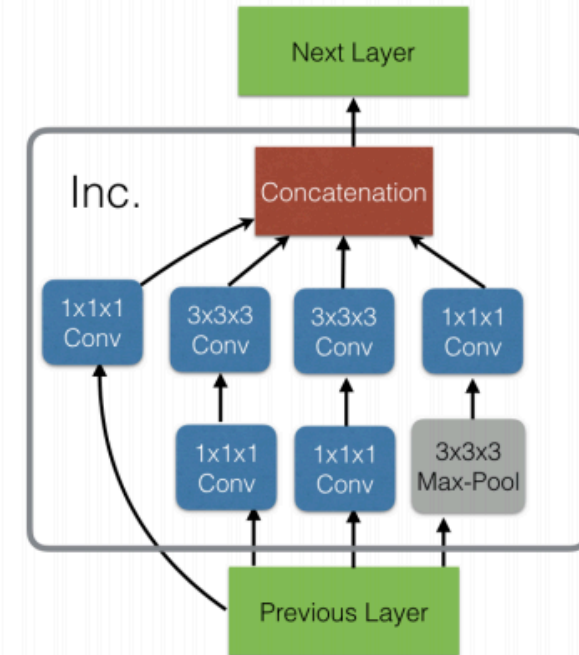 Next Layer
Inc.
Concatenation
1x1x1
Conv
3x3x3
Conv
3x3x3
Conv
1x1x1
Conv
1x1x1
Conv
1x1x1
Conv
3x3x3
Max-Pool
Previous Layer